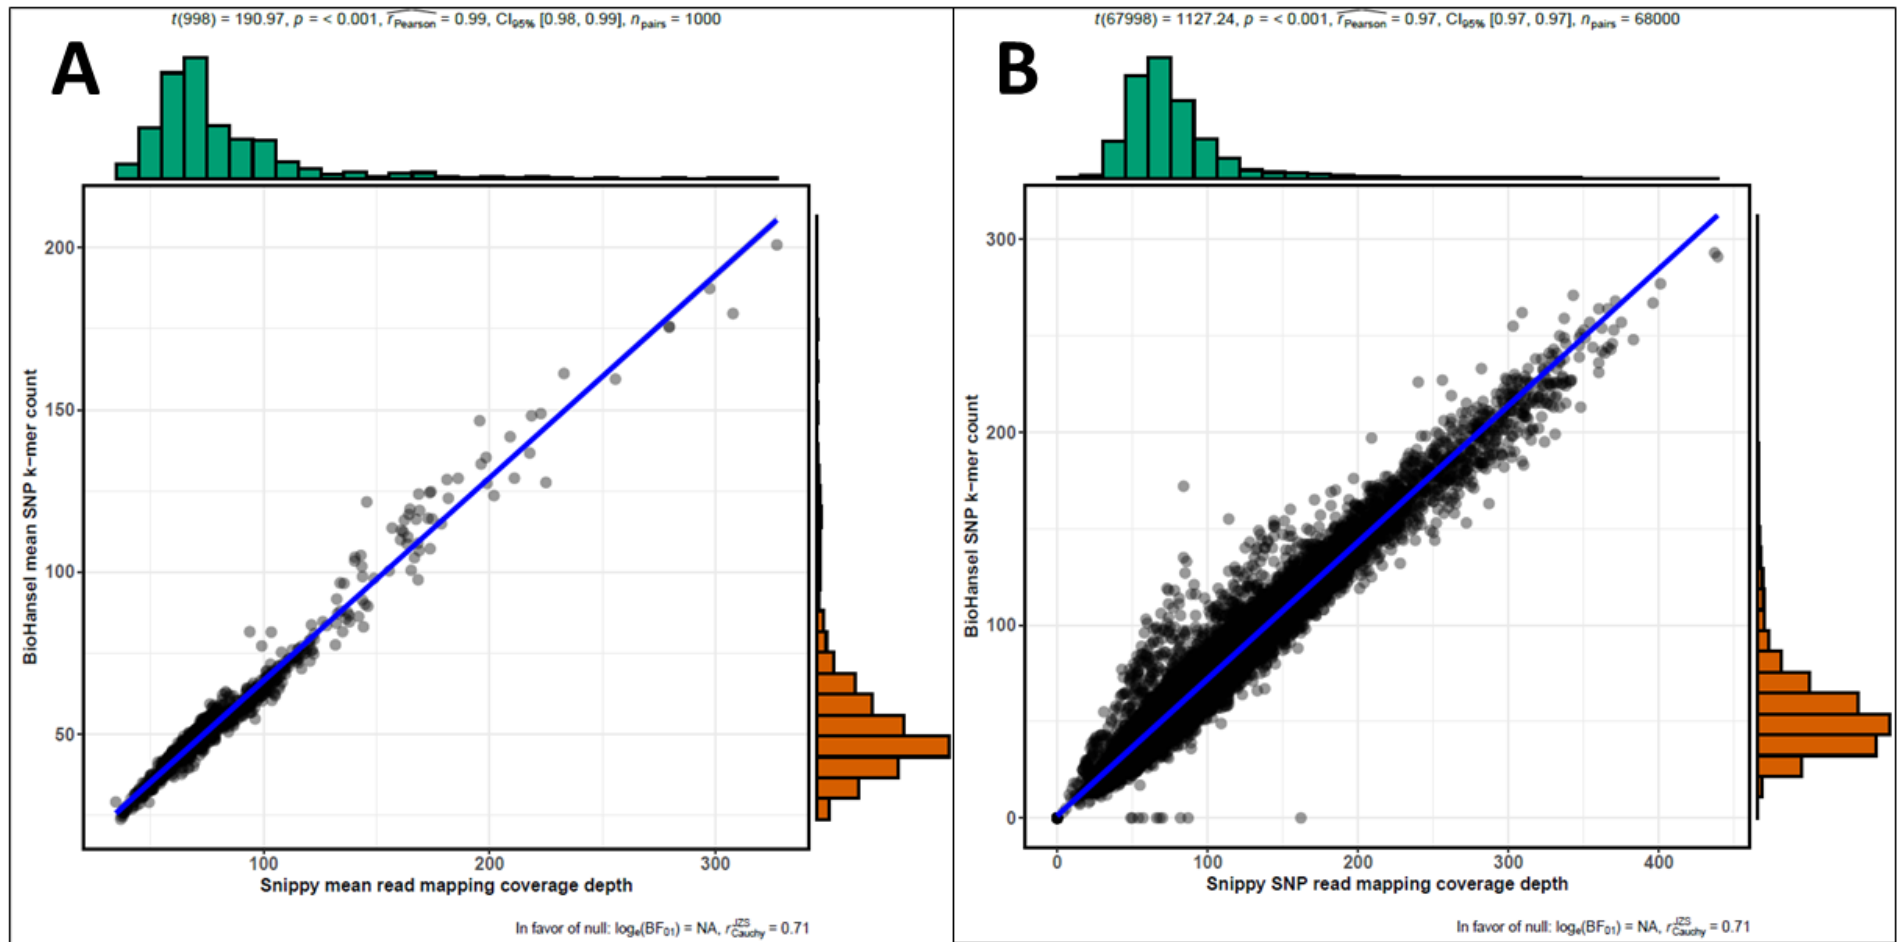 t(998) = 190.97, p = < 0.001, r̂Pearson = 0.99, CI95% [0.98, 0.99], npairs = 1000
A
200
150
100
50
BioHansel mean SNP k−mer count
100 200 300
Snippy mean read mapping coverage depth
In favor of null: loge(BF01) = NA, rJZSCauchy = 0.71
t(67998) = 1127.24, p = < 0.001, r̂Pearson = 0.97, CI95% [0.97, 0.97], npairs = 68000
B
300
200
100
0
BioHansel SNP k−mer count
0 100 200 300 400
Snippy SNP read mapping coverage depth
In favor of null: loge(BF01) = NA, rJZSCauchy = 0.71